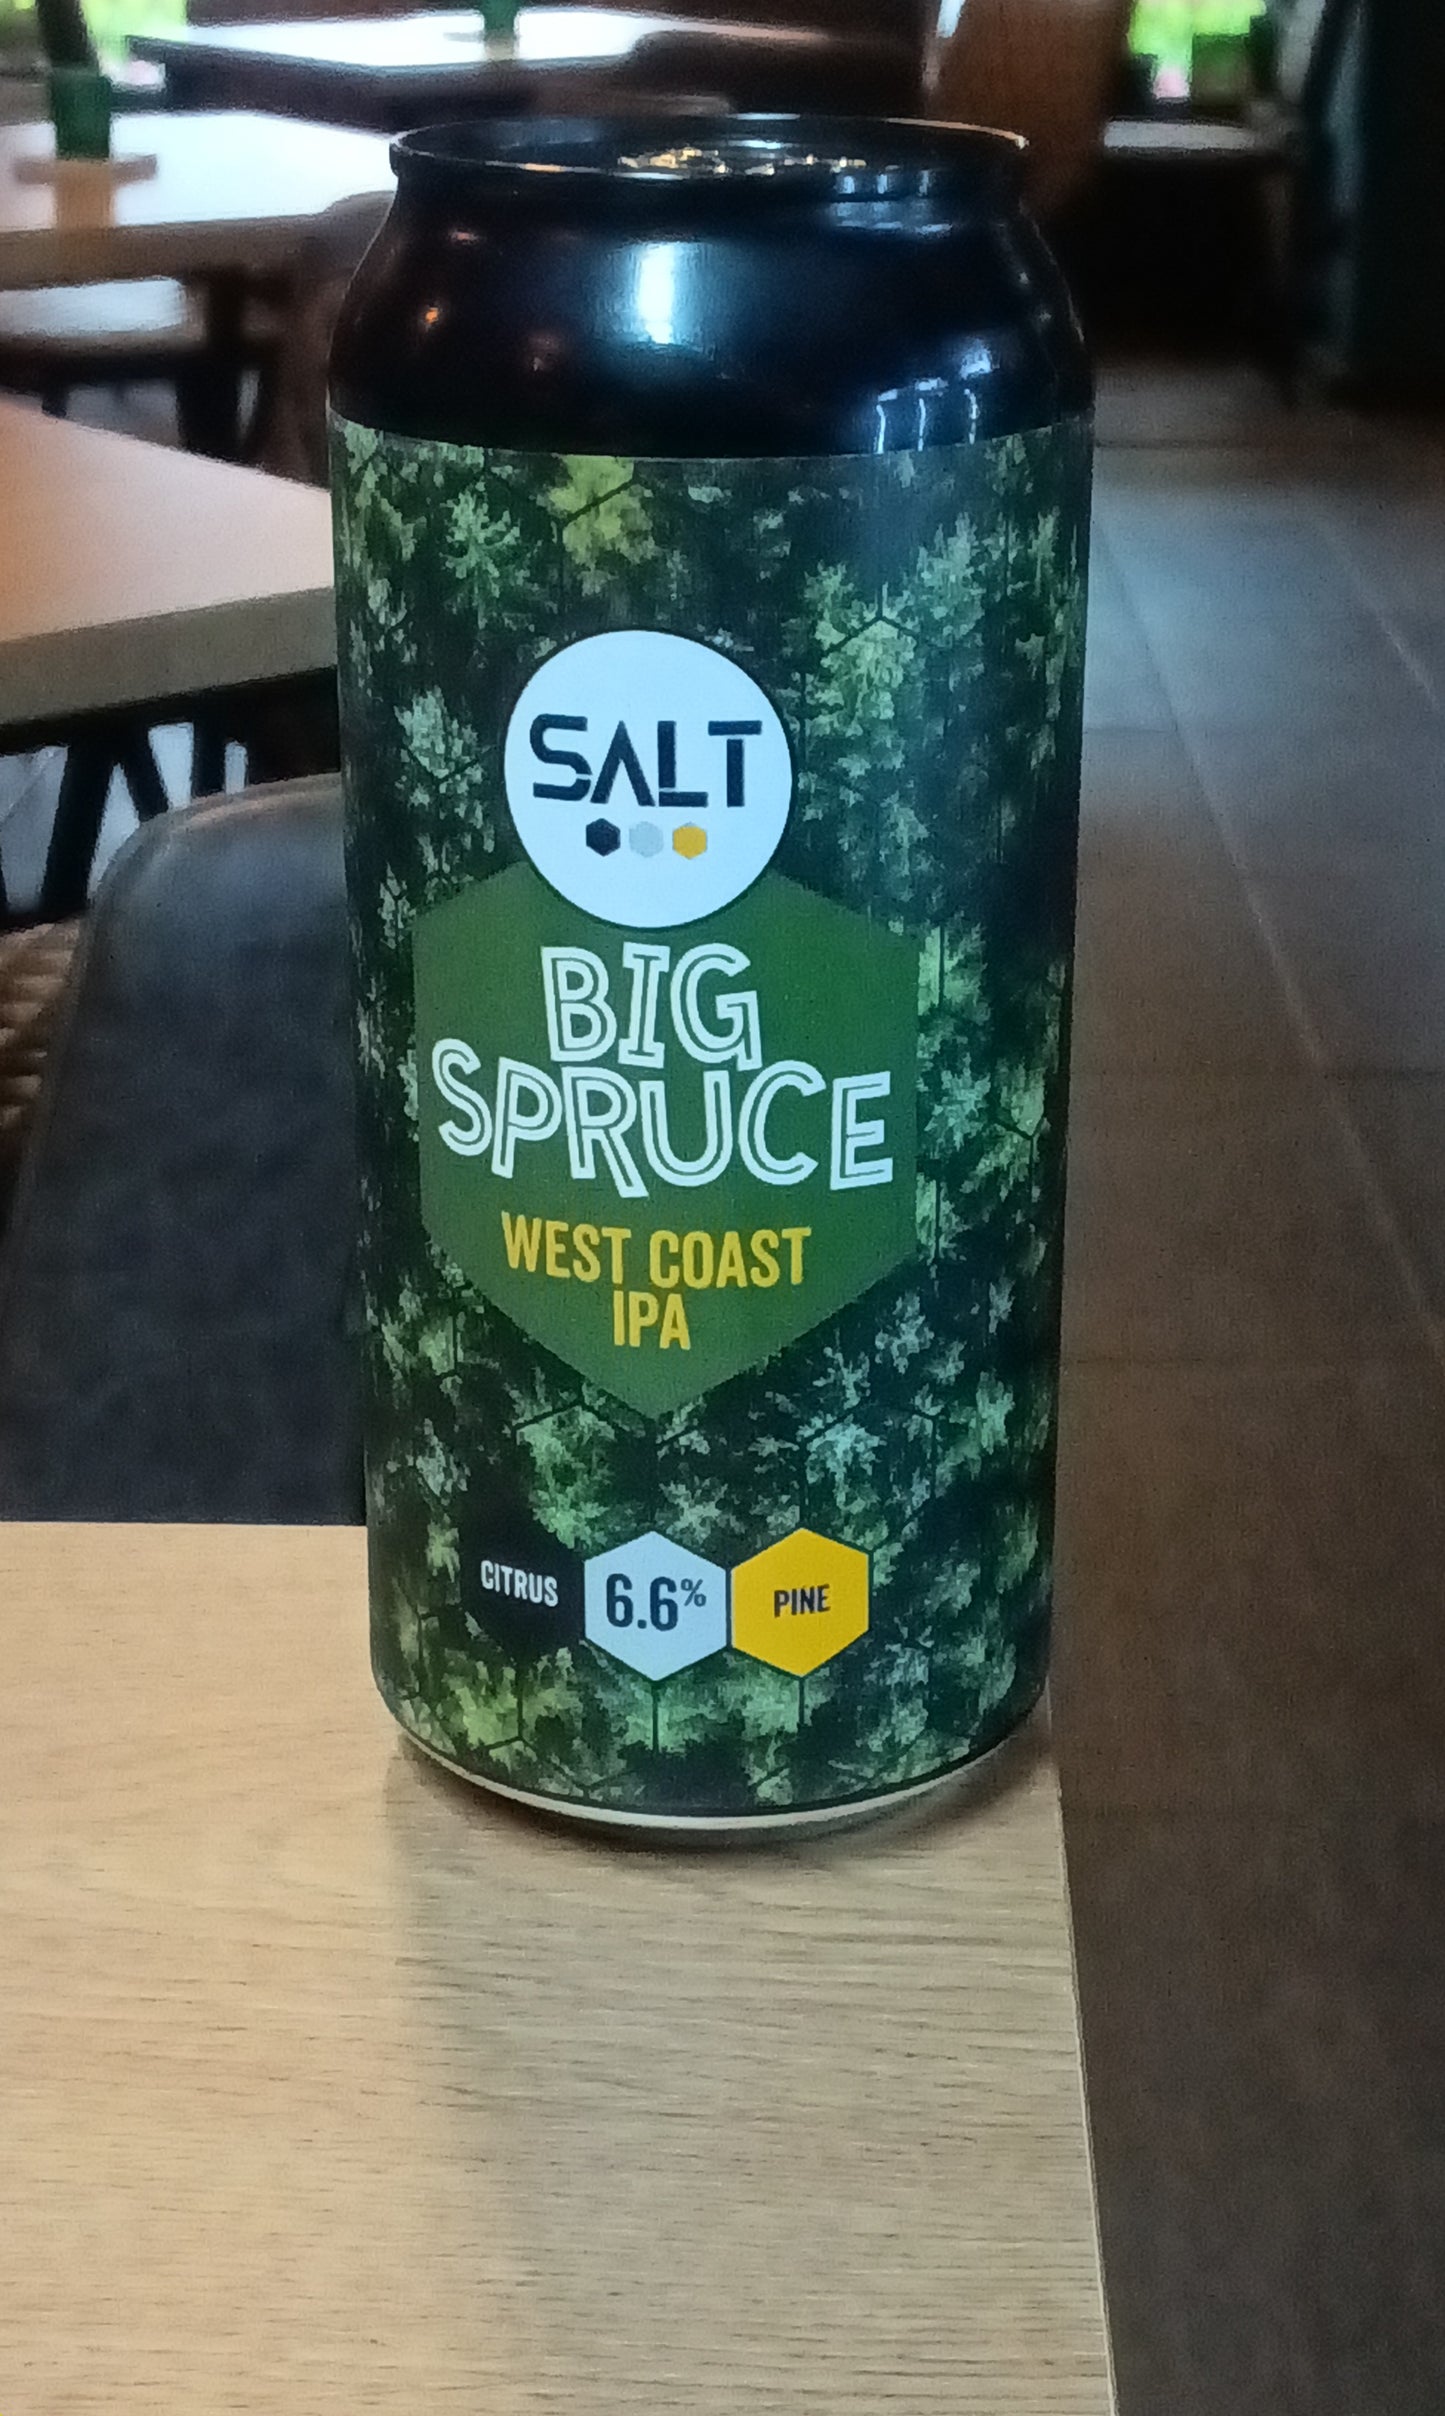 SALT
BIG
SPRUCE
WEST COAST
IPA
CITRUS 6.6% PINE